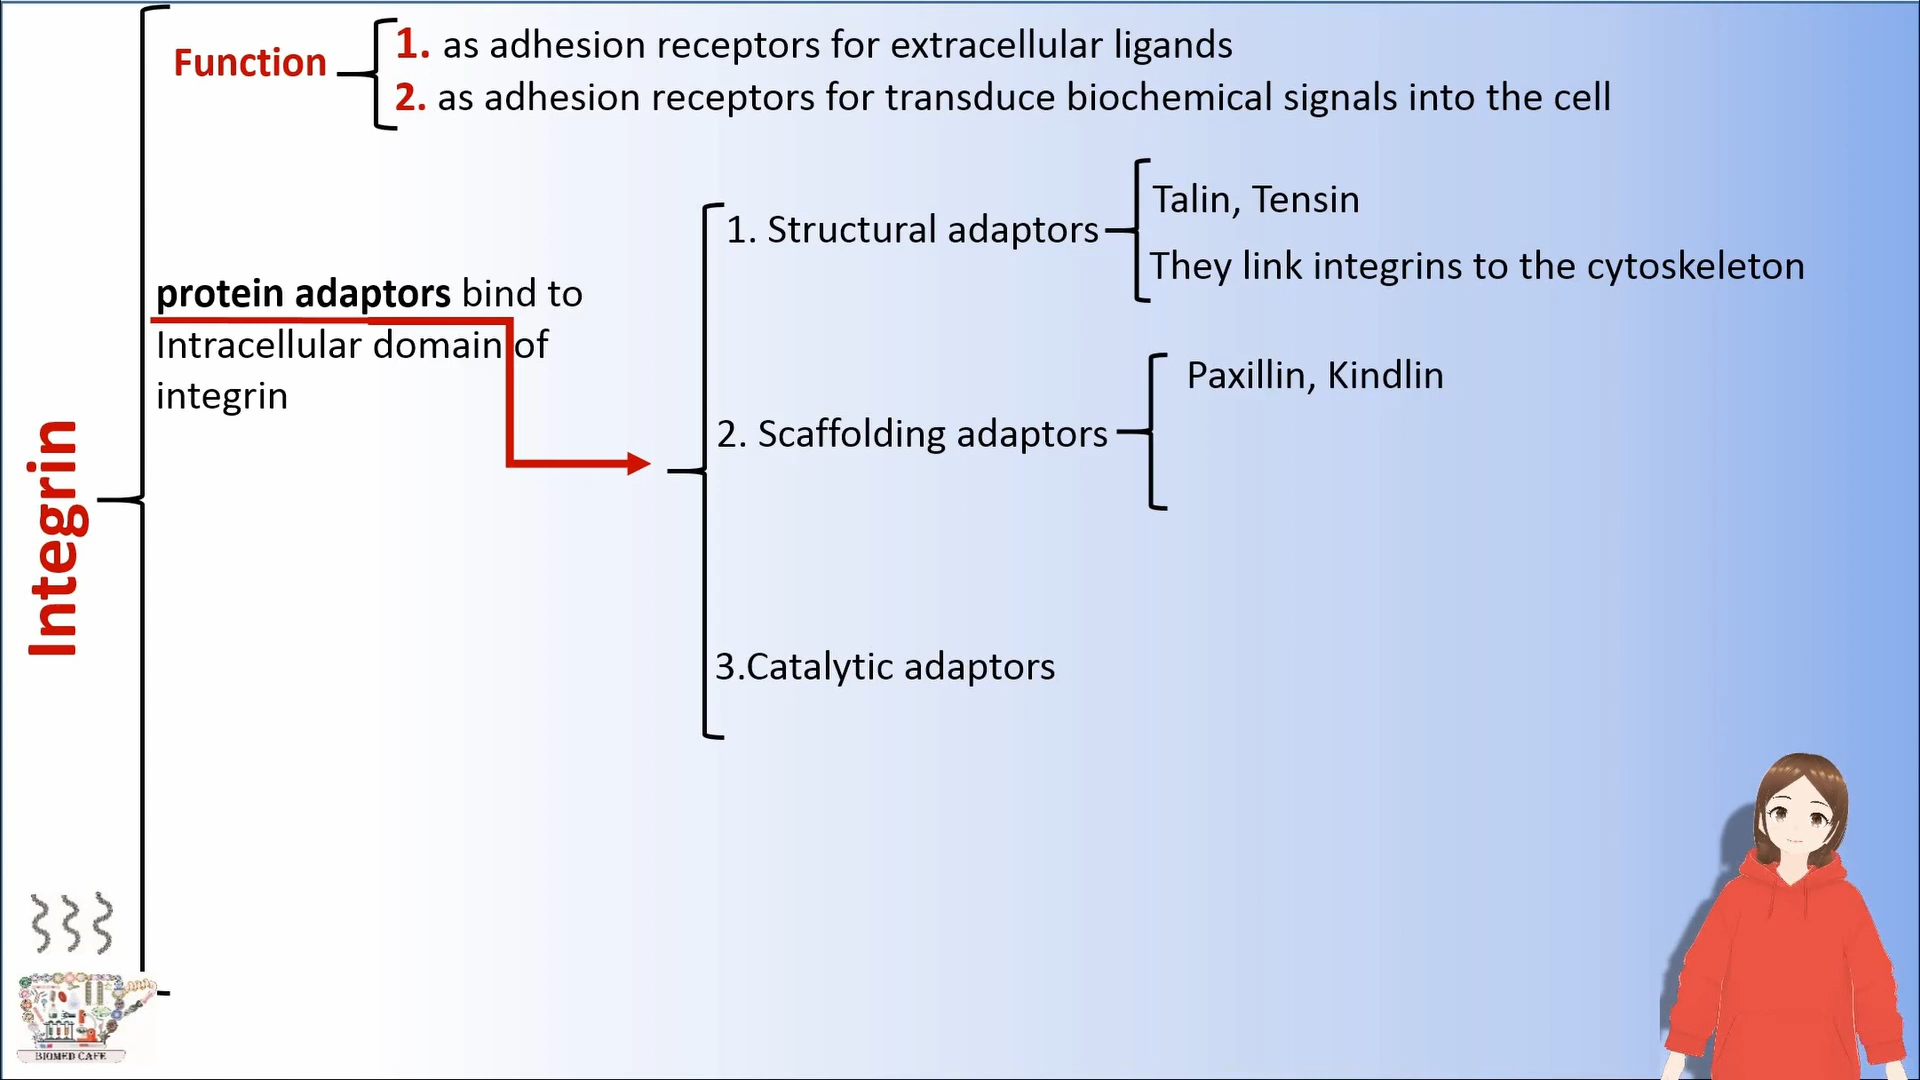 Function
1. as adhesion receptors for extracellular ligands
2. as adhesion receptors for transduce biochemical signals into the cell
Integrin
protein adaptors bind to
Intracellular domain of
integrin
1. Structural adaptors
Talin, Tensin
They link integrins to the cytoskeleton
2. Scaffolding adaptors
Paxillin, Kindlin
3.Catalytic adaptors
BIOMED CAFE